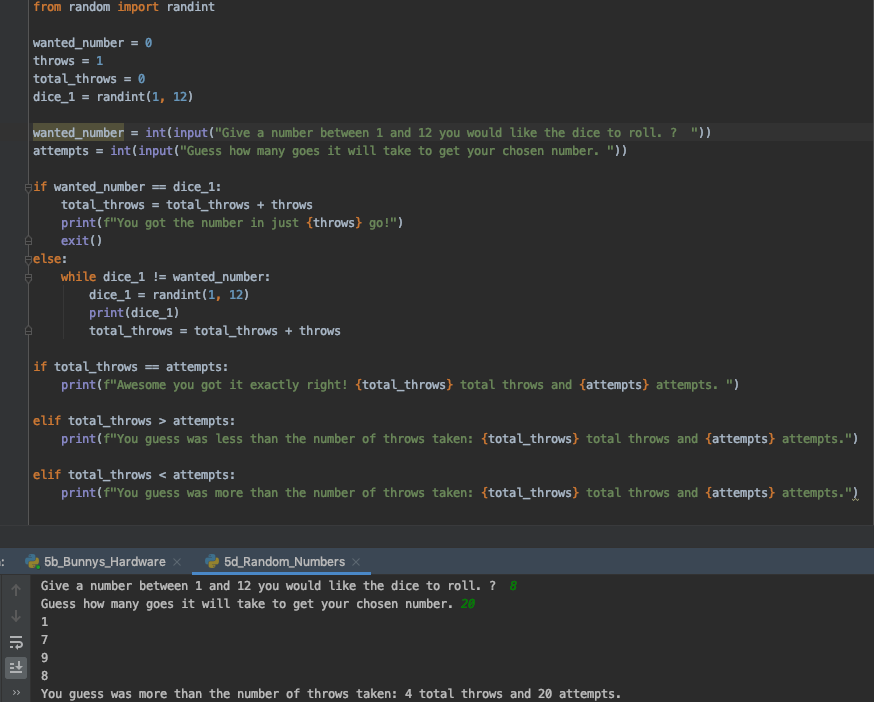 from random import randint
wanted_number = 0
throws = 1
total_throws = 0
dice_1 = randint(1, 12)
wanted_number = int(input("Give a number between 1 and 12 you would like the dice to roll. ?  "))
attempts = int(input("Guess how many goes it will take to get your chosen number. "))
if wanted_number == dice_1:
    total_throws = total_throws + throws
    print(f"You got the number in just {throws} go!")
    exit()
else:
    while dice_1 != wanted_number:
        dice_1 = randint(1, 12)
        print(dice_1)
        total_throws = total_throws + throws
if total_throws == attempts:
    print(f"Awesome you got it exactly right! {total_throws} total throws and {attempts} attempts. ")
elif total_throws > attempts:
    print(f"You guess was less than the number of throws taken: {total_throws} total throws and {attempts} attempts.")
elif total_throws < attempts:
    print(f"You guess was more than the number of throws taken: {total_throws} total throws and {attempts} attempts.")
5b_Bunnys_Hardware 5d_Random_Numbers
Give a number between 1 and 12 you would like the dice to roll. ?  8
Guess how many goes it will take to get your chosen number. 20
1
7
9
8
You guess was more than the number of throws taken: 4 total throws and 20 attempts.